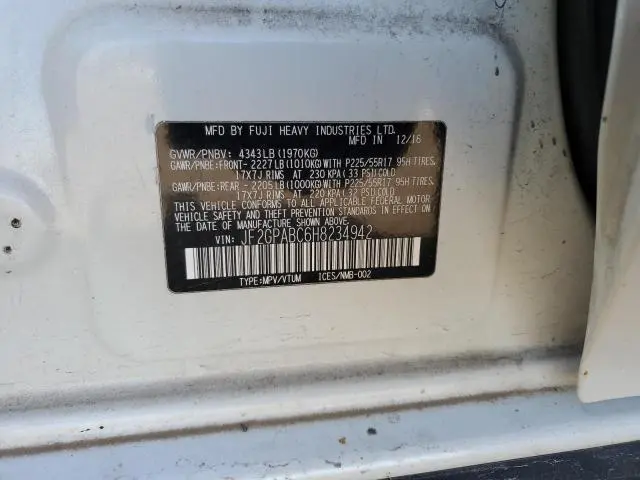 MFD BY FUJI HEAVY INDUSTRIES LTD.
MFD IN 12/16
GVWR/PNBV: 4343LB(1970KG)
GAWR/PNBE:FRONT- 2227LB(1010KG)WITH P225/55R17 95H TIRES,
17X7J RIMS AT 230 KPA( 33 PSI)COLD
GAWR/PNBE:REAR - 2205LB(1000KG)WITH P225/55R17 95H TIRES,
17X7J RIMS AT 220 KPA( 32 PSI)COLD
THIS VEHICLE CONFORMS TO ALL APPLICABLE FEDERAL MOTOR
VEHICLE SAFETY STANDARDS IN EFFECT ON
THE DATE OF MANUFACTURE SHOWN ABOVE.
VIN: JF2GPABC6H8234942
TYPE:MPV/VTUM ICES/NMB-002